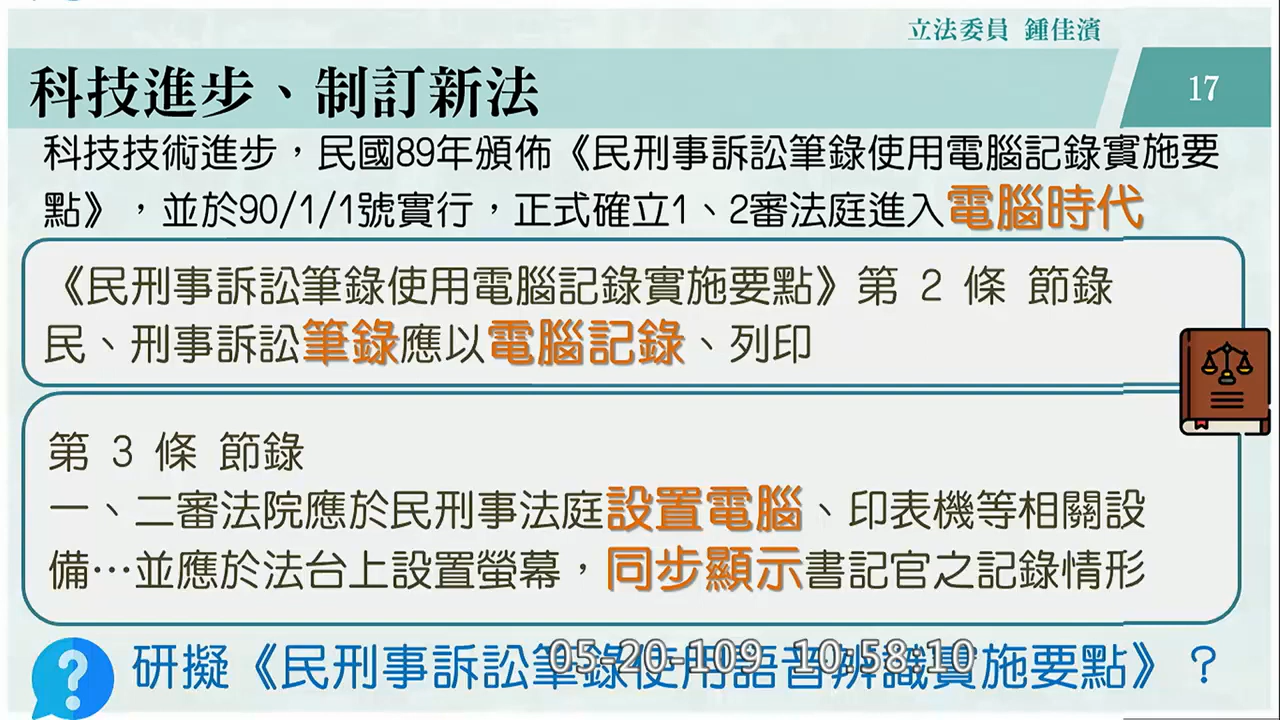 立法委員 鍾佳濱
科技進步、制訂新法
17
科技技術進步，民國89年頒佈《民刑事訴訟筆錄使用電腦記錄實施要
點》，並於90/1/1號實行，正式確立1、2審法庭進入電腦時代
《民刑事訴訟筆錄使用電腦記錄實施要點》第 2 條 節錄
民、刑事訴訟筆錄應以電腦記錄、列印
第 3 條 節錄
一、二審法院應於民刑事法庭設置電腦、印表機等相關設
備…並應於法台上設置螢幕，同步顯示書記官之記錄情形
研擬《民刑事訴訟筆錄使用語音辨識實施要點》？
05-20-109 10:58:10